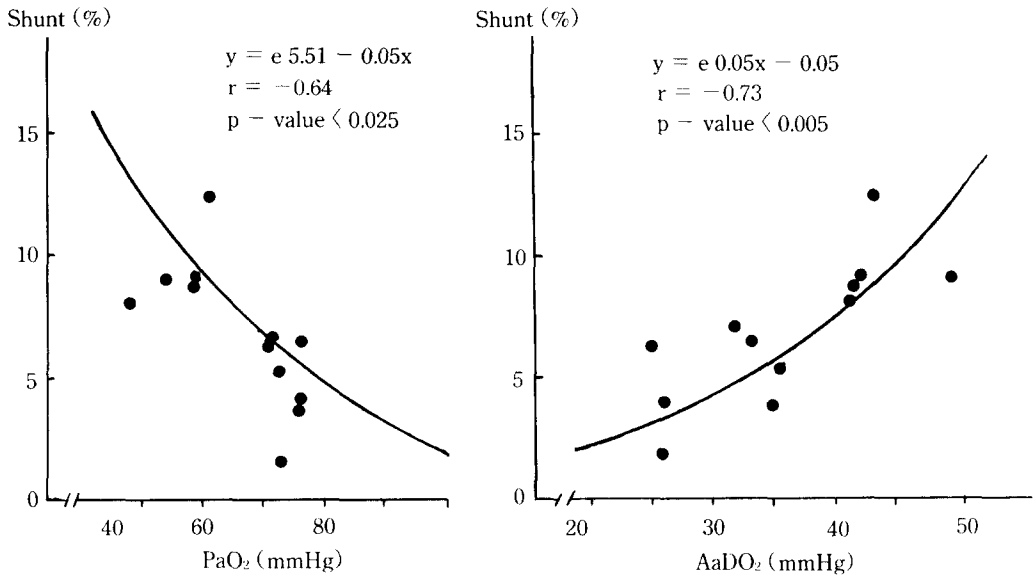 Shunt (%)
y = e 5.51 − 0.05x
r = −0.64
p − value < 0.025
15
10
5
0
40 60 80
PaO₂ (mmHg)
Shunt (%)
y = e 0.05x − 0.05
r = −0.73
p − value < 0.005
15
10
5
0
20 30 40 50
AaDO₂ (mmHg)